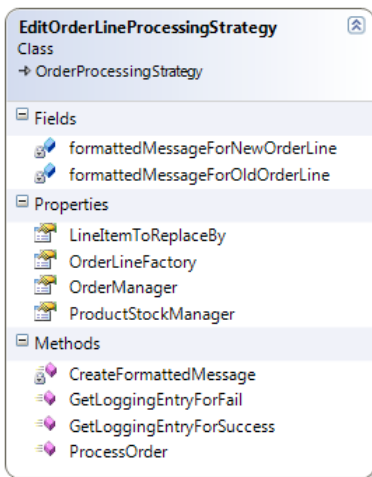 EditOrderLineProcessingStrategy
Class
OrderProcessingStrategy
Fields
formattedMessageForNewOrderLine
formattedMessageForOldOrderLine
Properties
LineItemToReplaceBy
OrderLineFactory
OrderManager
ProductStockManager
Methods
CreateFormattedMessage
GetLoggingEntryForFail
GetLoggingEntryForSuccess
ProcessOrder